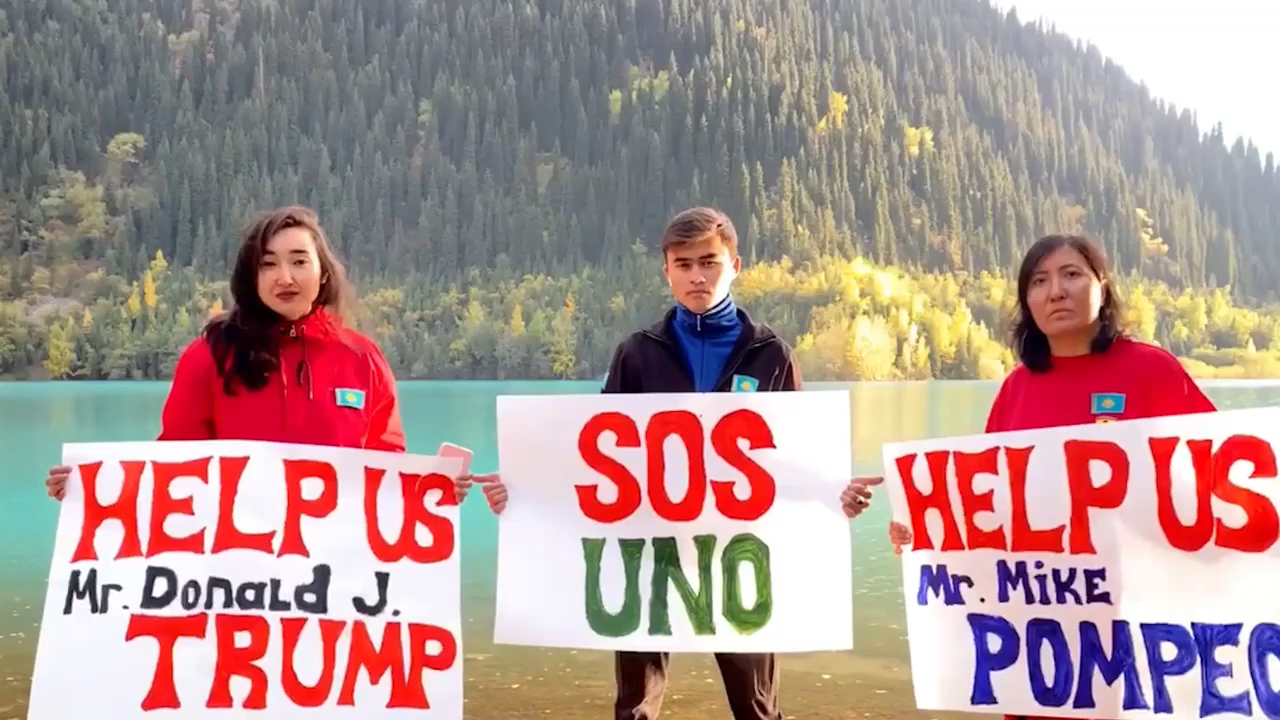 HELP US
Mr. Donald J.
TRUMP
SOS
UNO
HELP US
Mr. MiKE
POMPEO